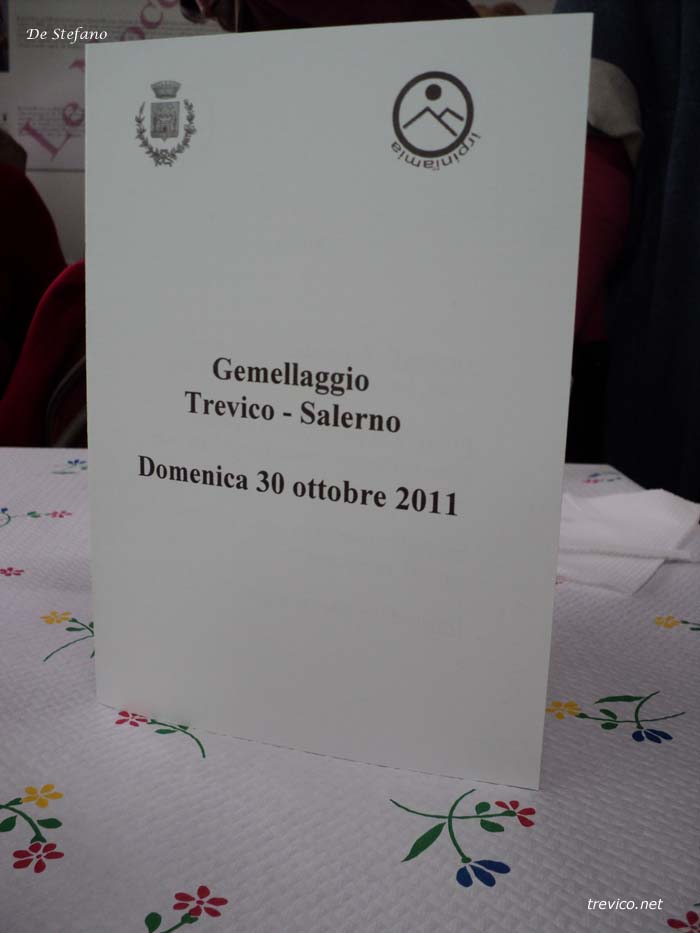 De Stefano
irpiniamia
Gemellaggio
Trevico - Salerno
Domenica 30 ottobre 2011
trevico.net